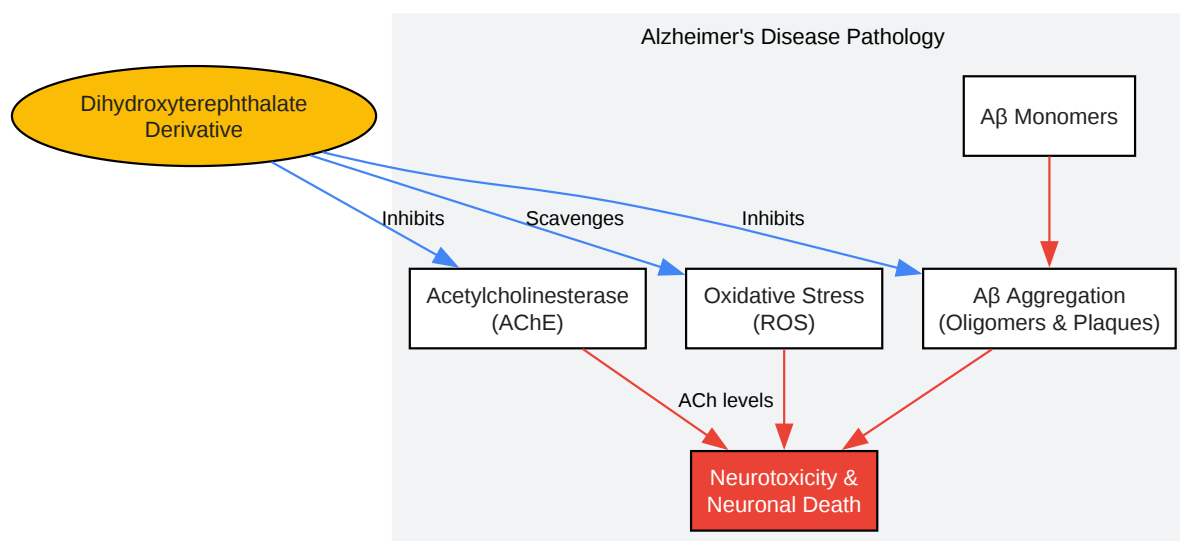 Alzheimer's Disease Pathology
Dihydroxyterephthalate
Derivative
Aβ Monomers
Inhibits
Scavenges
Inhibits
Acetylcholinesterase
(AChE)
Oxidative Stress
(ROS)
Aβ Aggregation
(Oligomers & Plaques)
ACh levels
Neurotoxicity &
Neuronal Death